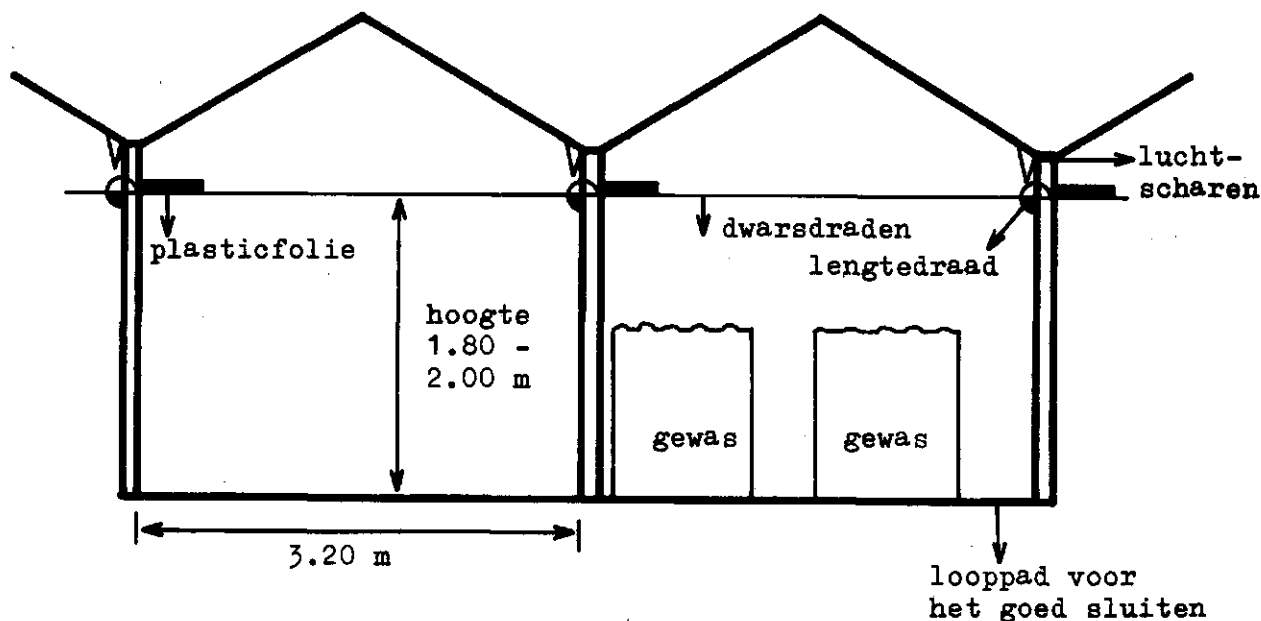 lucht-
scharen
plasticfolie
dwarsdraden
lengtedraad
hoogte
1.80 -
2.00 m
gewas
gewas
3.20 m
looppad voor
het goed sluiten